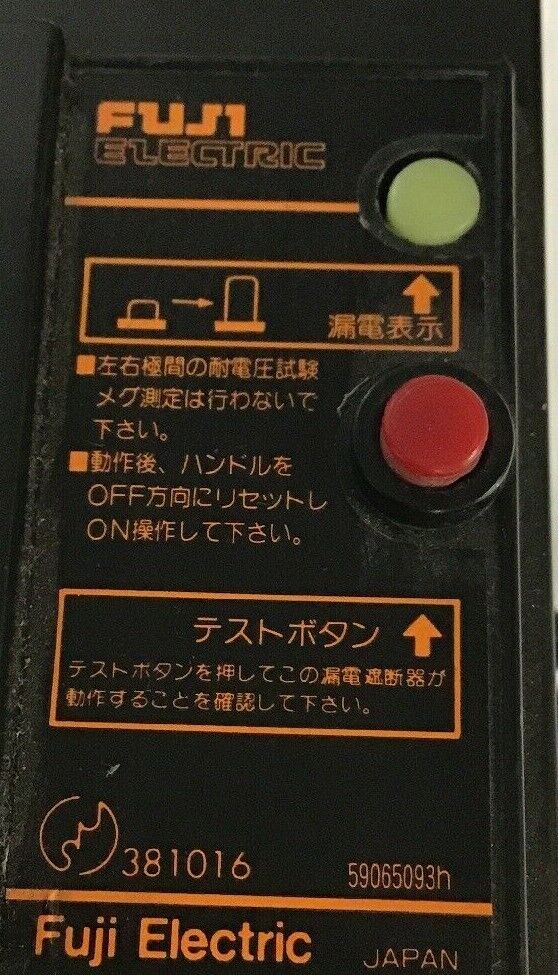 FUJI
ELECTRIC
漏電表示
■左右極間の耐電圧試験
メグ測定は行わないで
下さい。
■動作後、ハンドルを
OFF方向にリセットし
ON操作して下さい。
テストボタン
テストボタンを押してこの漏電遮断器が
動作することを確認して下さい。
381016
59065093h
Fuji Electric
JAPAN